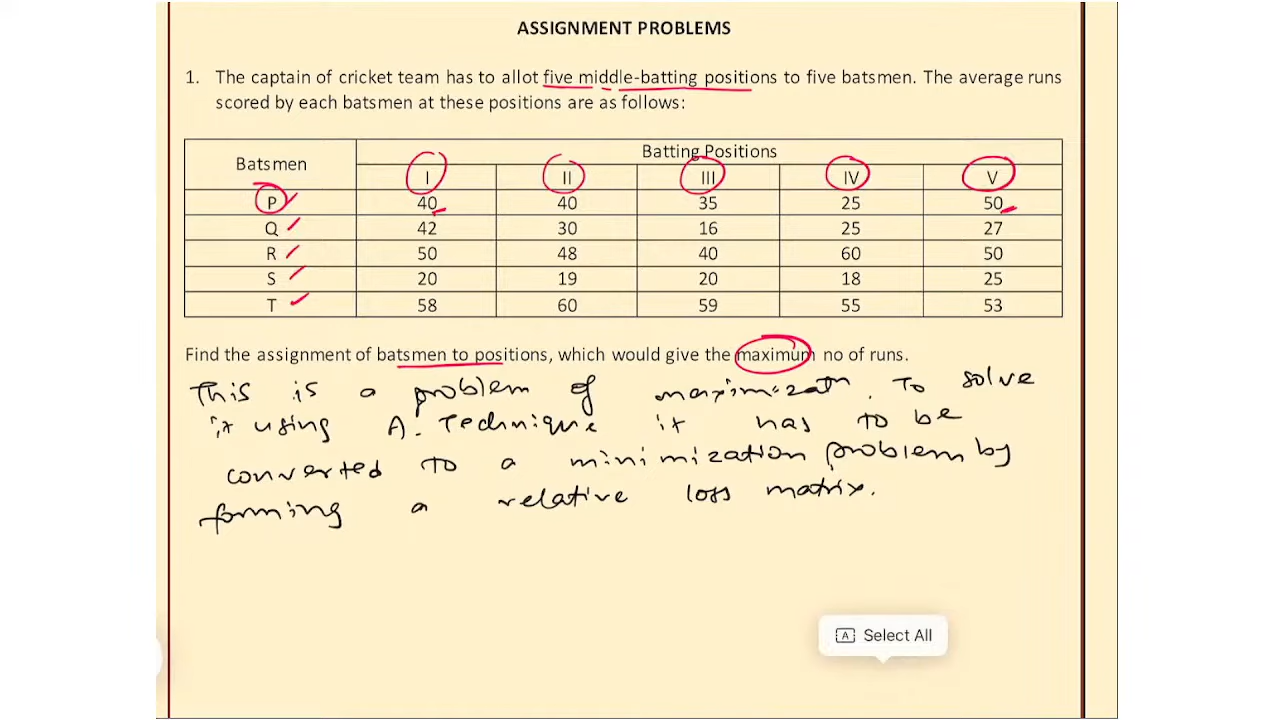 ASSIGNMENT PROBLEMS
1. The captain of cricket team has to allot five middle-batting positions to five batsmen. The average runs
scored by each batsmen at these positions are as follows:
Batsmen Batting Positions
I II III IV V
P 40 40 35 25 50
Q 42 30 16 25 27
R 50 48 40 60 50
S 20 19 20 18 25
T 58 60 59 55 53
Find the assignment of batsmen to positions, which would give the maximum no of runs.
This is a problem of maximizatn. To solve
it using A. Technique it has to be
converted to a minimization problem by
forming a relative loss matrix.
A Select All